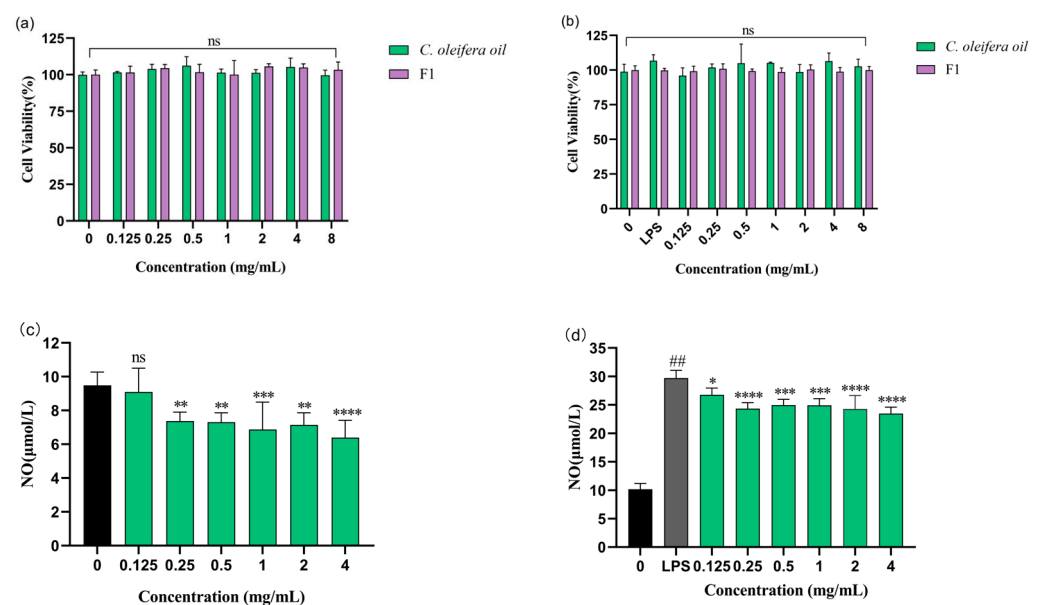 (a)
ns
125
100
75
50
25
0
Cell Viability(%)
0 0.125 0.25 0.5 1 2 4 8
Concentration (mg/mL)
C. oleifera oil
F1
(b)
ns
125
100
75
50
25
0
Cell Viability(%)
0 LPS 0.125 0.25 0.5 1 2 4 8
Concentration (mg/mL)
C. oleifera oil
F1
(c)
12
10
8
6
4
2
0
NO(μmol/L)
ns ** ** *** ** ****
0 0.125 0.25 0.5 1 2 4
Concentration (mg/mL)
(d)
35
30
25
20
15
10
5
0
NO(μmol/L)
## * **** *** *** **** ****
0 LPS 0.125 0.25 0.5 1 2 4
Concentration (mg/mL)